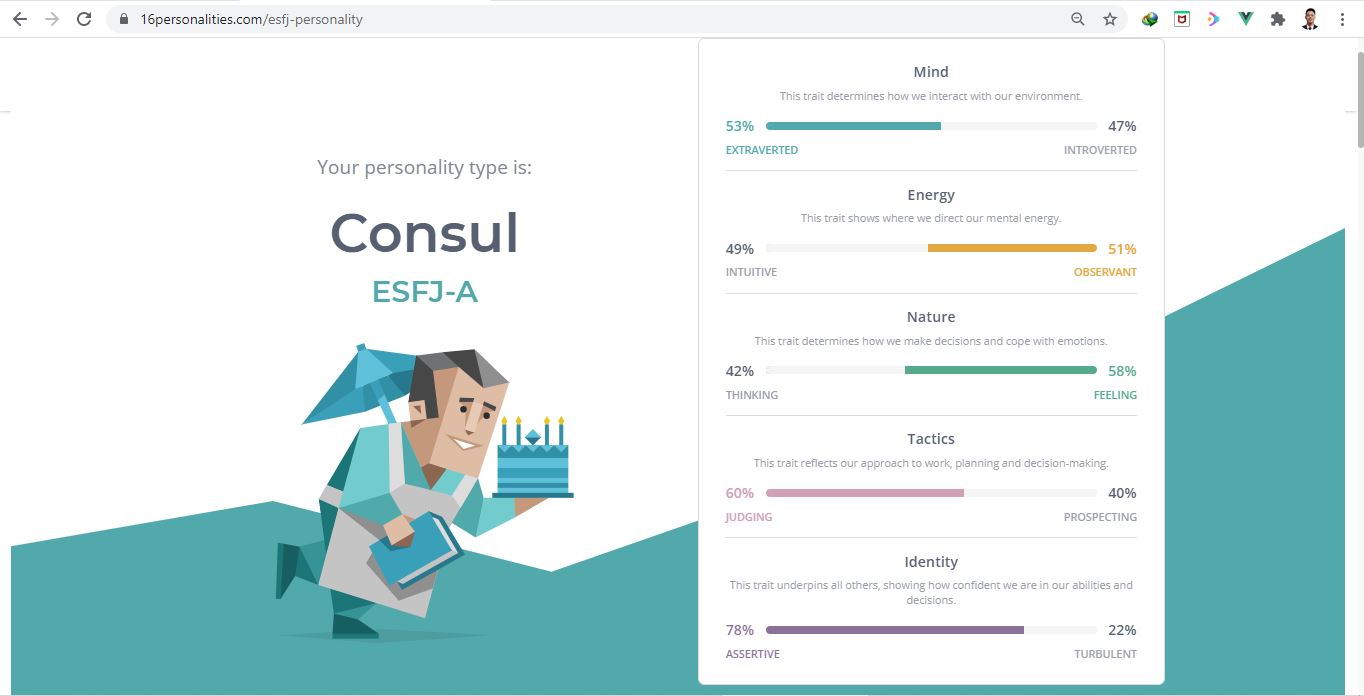 16personalities.com/esfj-personality
Your personality type is:
Consul
ESFJ-A
Mind
This trait determines how we interact with our environment.
53% 47%
EXTRAVERTED INTROVERTED
Energy
This trait shows where we direct our mental energy.
49% 51%
INTUITIVE OBSERVANT
Nature
This trait determines how we make decisions and cope with emotions.
42% 58%
THINKING FEELING
Tactics
This trait reflects our approach to work, planning and decision-making.
60% 40%
JUDGING PROSPECTING
Identity
This trait underpins all others, showing how confident we are in our abilities and
decisions.
78% 22%
ASSERTIVE TURBULENT